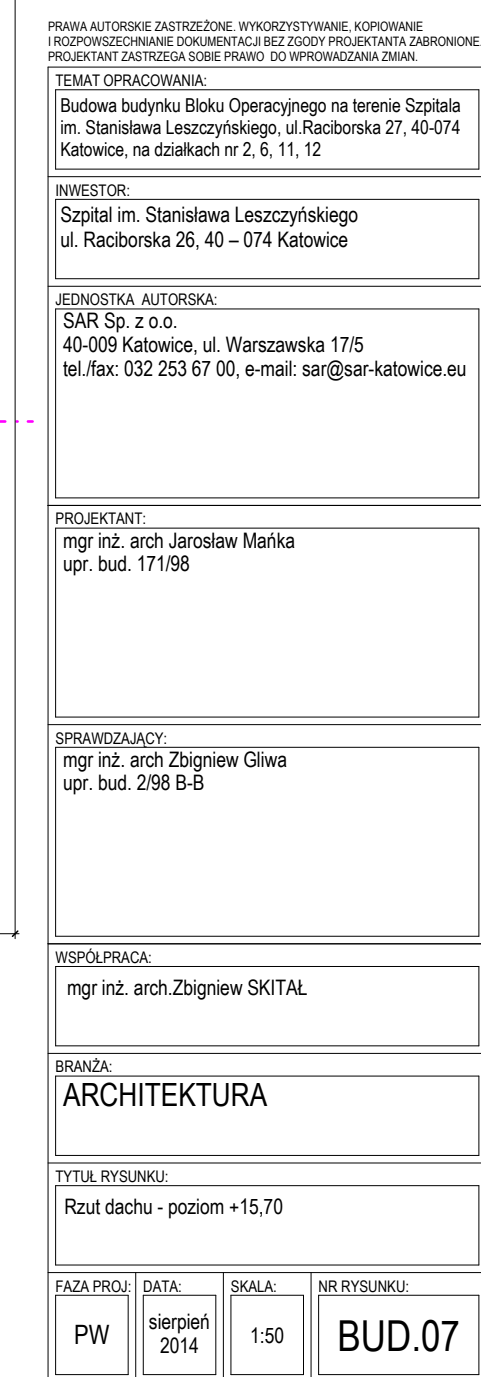 PRAWA AUTORSKIE ZASTRZEŻONE. WYKORZYSTYWANIE, KOPIOWANIE
I ROZPOWSZECHNIANIE DOKUMENTACJI BEZ ZGODY PROJEKTANTA ZABRONIONE.
PROJEKTANT ZASTRZEGA SOBIE PRAWO DO WPROWADZANIA ZMIAN.
TEMAT OPRACOWANIA:
Budowa budynku Bloku Operacyjnego na terenie Szpitala
im. Stanisława Leszczyńskiego, ul.Raciborska 27, 40-074
Katowice, na działkach nr 2, 6, 11, 12
INWESTOR:
Szpital im. Stanisława Leszczyńskiego
ul. Raciborska 26, 40 – 074 Katowice
JEDNOSTKA AUTORSKA:
SAR Sp. z o.o.
40-009 Katowice, ul. Warszawska 17/5
tel./fax: 032 253 67 00, e-mail: sar@sar-katowice.eu
PROJEKTANT:
mgr inż. arch Jarosław Mańka
upr. bud. 171/98
SPRAWDZAJĄCY:
mgr inż. arch Zbigniew Gliwa
upr. bud. 2/98 B-B
WSPÓŁPRACA:
mgr inż. arch.Zbigniew SKITAŁ
BRANŻA:
ARCHITEKTURA
TYTUŁ RYSUNKU:
Rzut dachu - poziom +15,70
FAZA PROJ: DATA: SKALA: NR RYSUNKU:
PW sierpień 2014 1:50 BUD.07